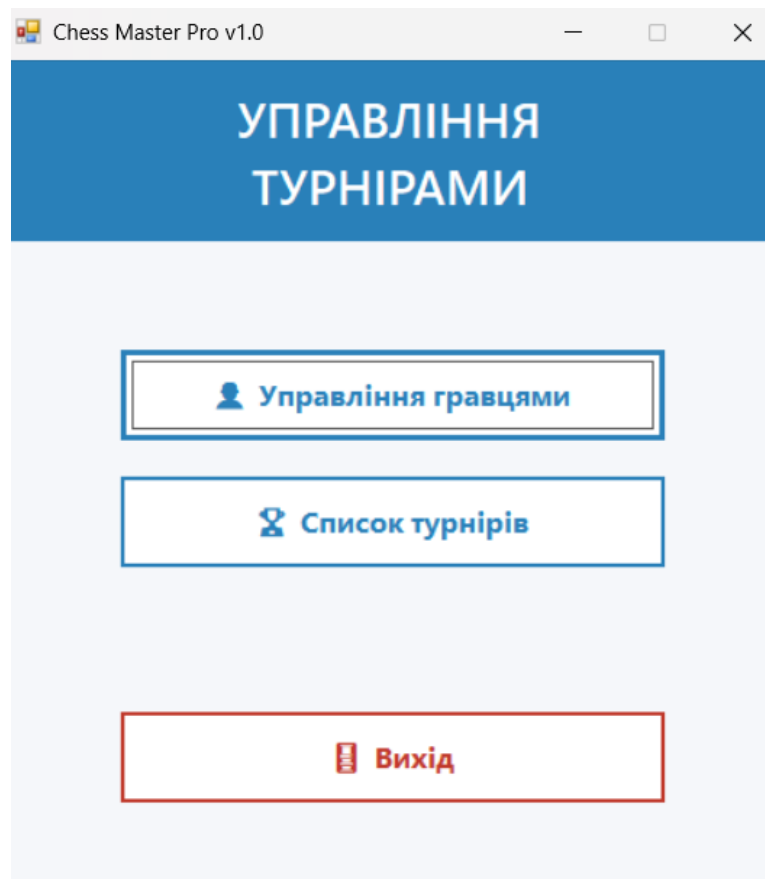 Chess Master Pro v1.0
УПРАВЛІННЯ
ТУРНІРАМИ
Управління гравцями
Список турнірів
Вихід